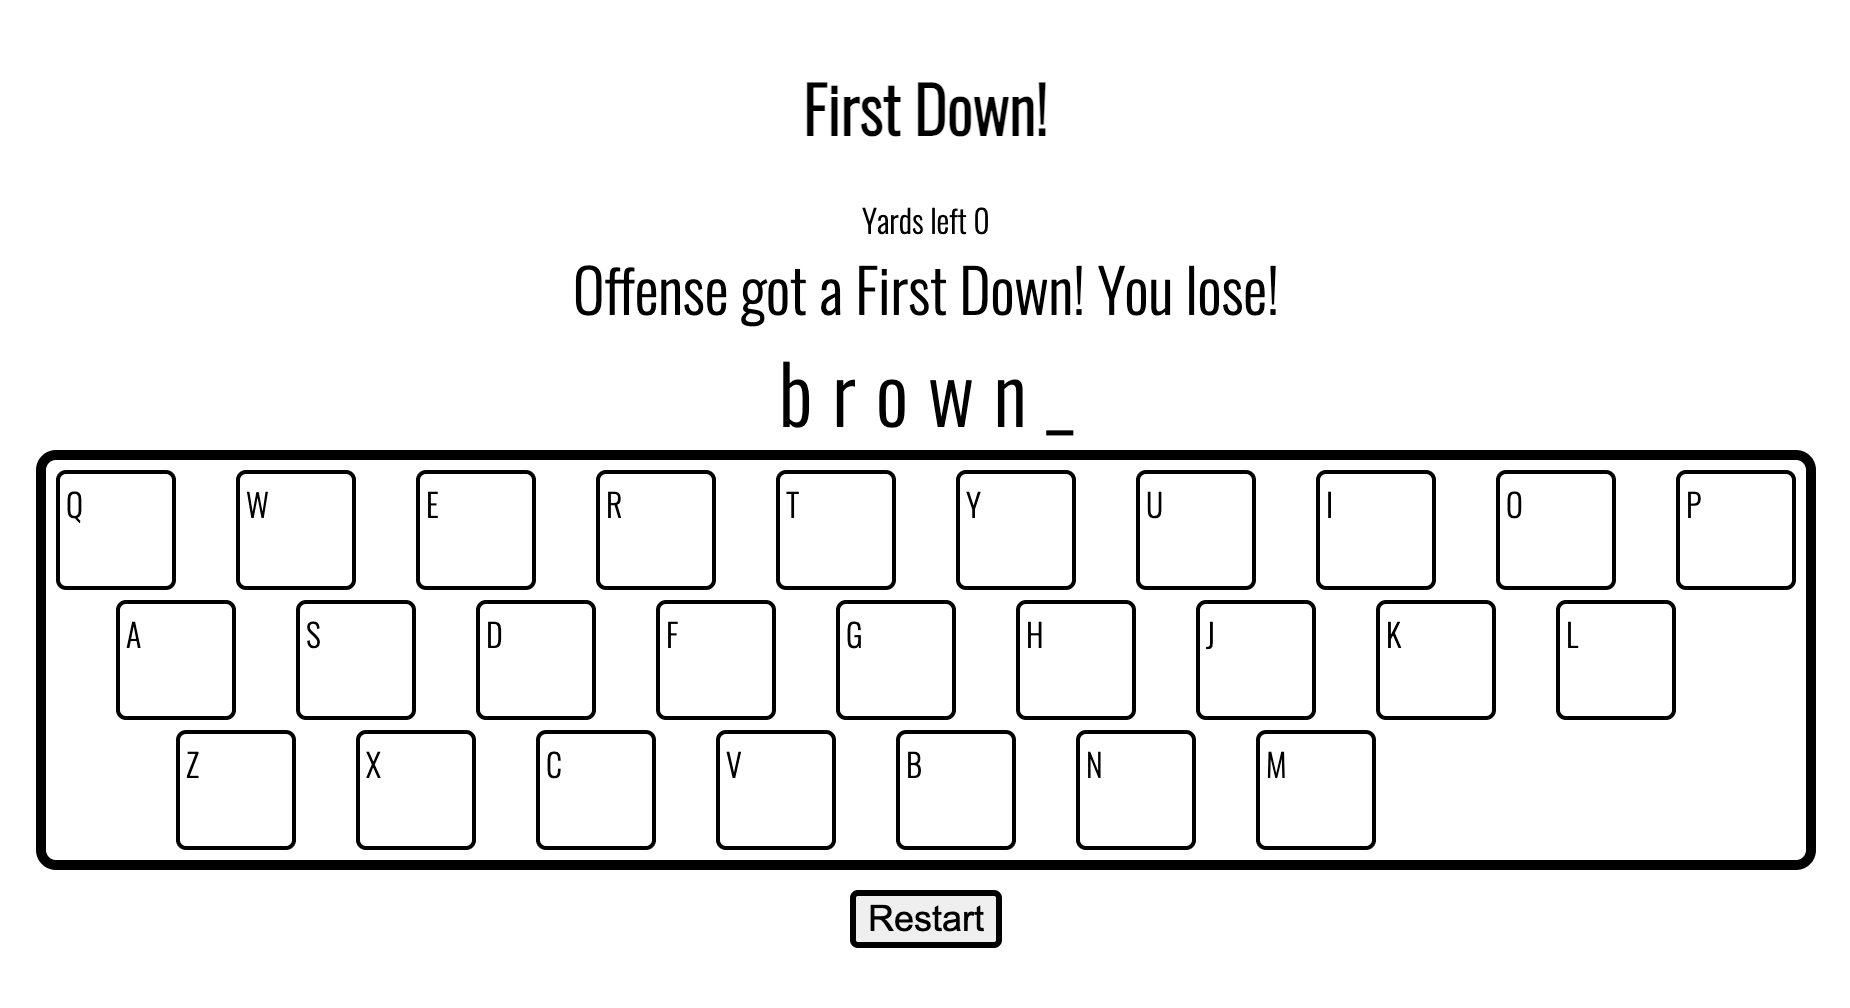 First Down!
Yards left 0
Offense got a First Down! You lose!
b r o w n _
Q W E R T Y U I O P
A S D F G H J K L
Z X C V B N M
Restart